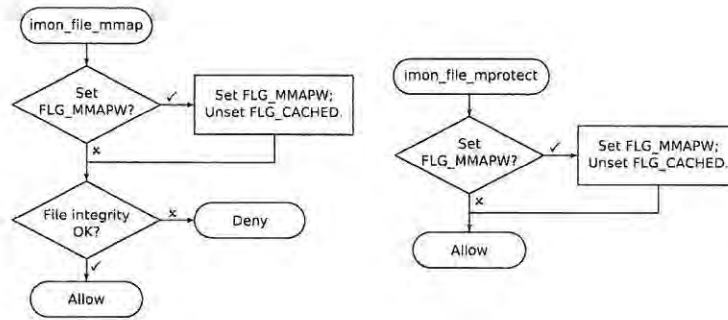 imon_file_mmap
Set
FLG_MMAPW?
✓
Set FLG_MMAPW;
Unset FLG_CACHED.
x
File integrity
OK?
x
Deny
✓
Allow
imon_file_mprotect
Set
FLG_MMAPW?
✓
Set FLG_MMAPW;
Unset FLG_CACHED.
x
Allow